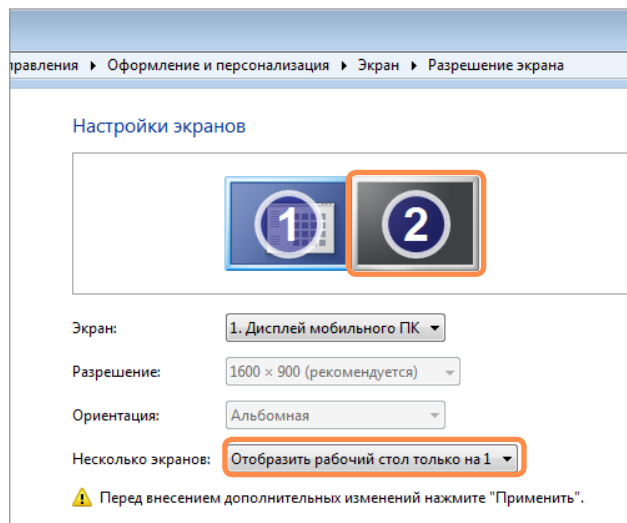 правления ▸ Оформление и персонализация ▸ Экран ▸ Разрешение экрана
Настройки экранов
1 2
Экран: 1. Дисплей мобильного ПК
Разрешение: 1600 × 900 (рекомендуется)
Ориентация: Альбомная
Несколько экранов: Отобразить рабочий стол только на 1
Перед внесением дополнительных изменений нажмите "Применить".